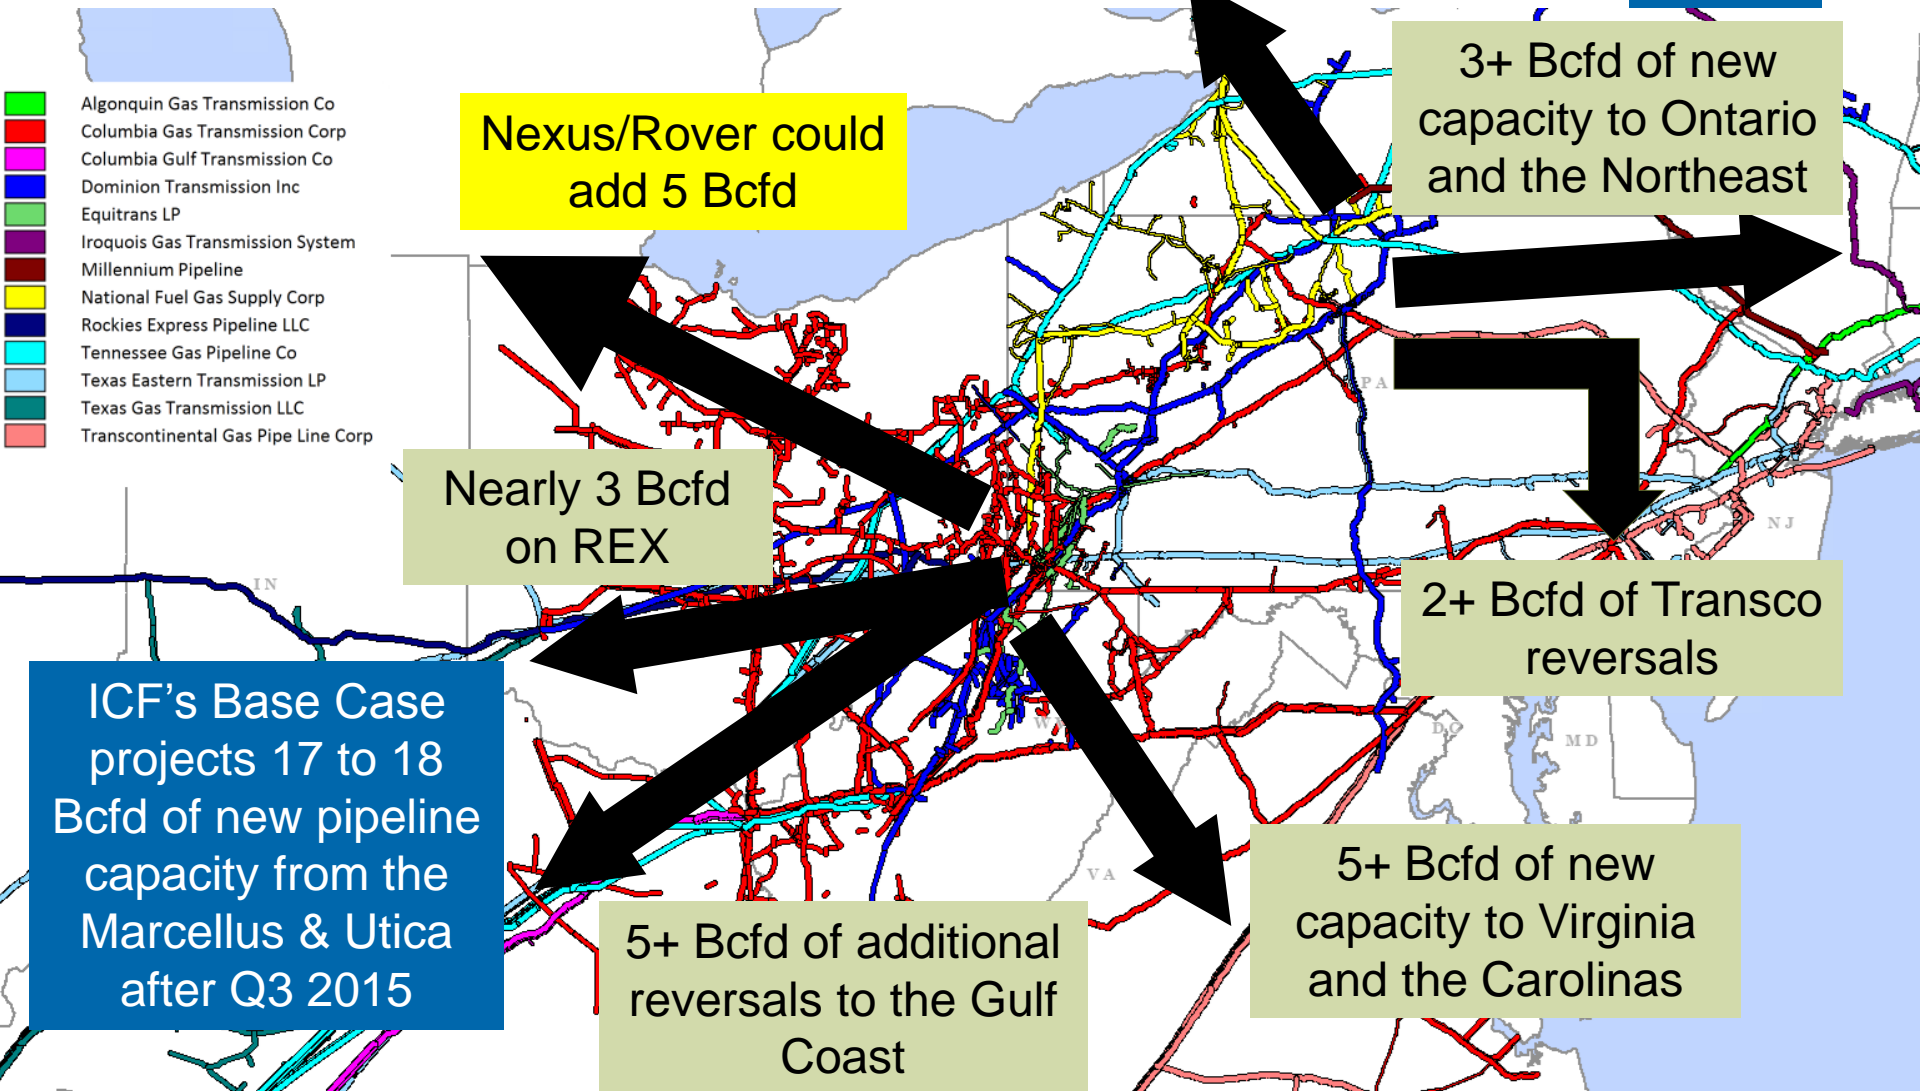 3+ Bcfd of new
capacity to Ontario
and the Northeast
Algonquin Gas Transmission Co
Columbia Gas Transmission Corp
Columbia Gulf Transmission Co
Dominion Transmission Inc
Equitrans LP
Iroquois Gas Transmission System
Millennium Pipeline
National Fuel Gas Supply Corp
Rockies Express Pipeline LLC
Tennessee Gas Pipeline Co
Texas Eastern Transmission LP
Texas Gas Transmission LLC
Transcontinental Gas Pipe Line Corp
Nexus/Rover could
add 5 Bcfd
PA
Nearly 3 Bcfd
on REX
NJ
IN
2+ Bcfd of Transco
reversals
ICF's Base Case
projects 17 to 18
Bcfd of new pipeline
capacity from the
Marcellus & Utica
after Q3 2015
DC
MD
VA
5+ Bcfd of additional
reversals to the Gulf
Coast
5+ Bcfd of new
capacity to Virginia
and the Carolinas